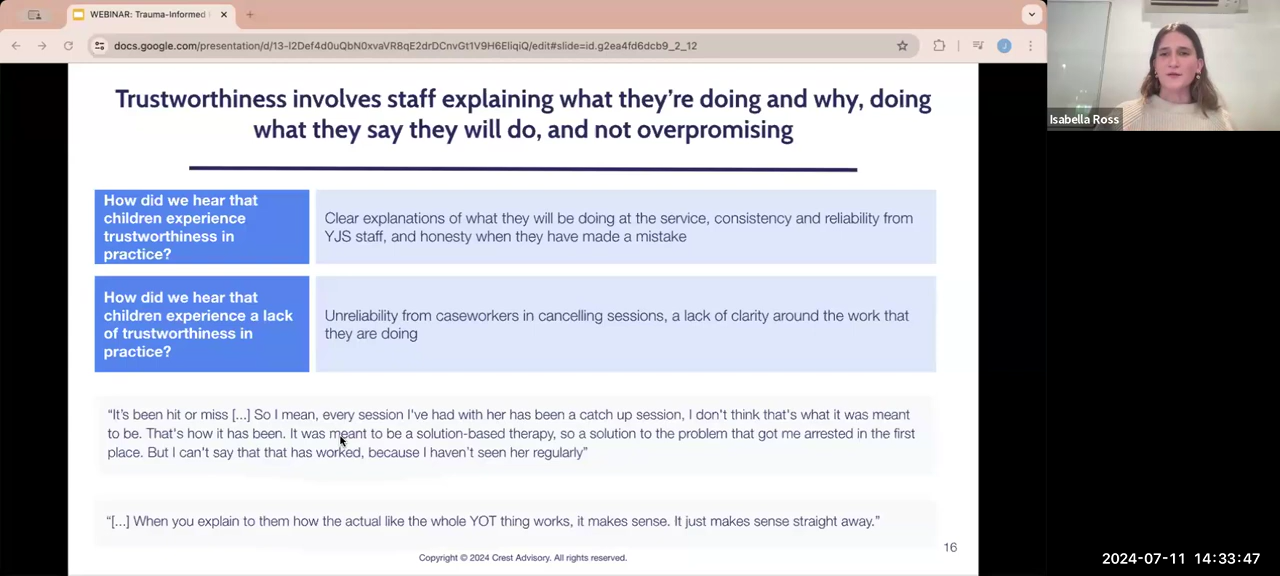 WEBINAR: Trauma-Informed
docs.google.com/presentation/d/13-I2Def4d0uQbN0xvaVR8qE2drDCnvGt1V9H6EIiqiQ/edit#slide=id.g2ea4fd6dcb9_2_12
J
Isabella Ross
Trustworthiness involves staff explaining what they're doing and why, doing
what they say they will do, and not overpromising
How did we hear that
children experience
trustworthiness in
practice?
Clear explanations of what they will be doing at the service, consistency and reliability from
YJS staff, and honesty when they have made a mistake
How did we hear that
children experience a lack
of trustworthiness in
practice?
Unreliability from caseworkers in cancelling sessions, a lack of clarity around the work that
they are doing
“It's been hit or miss [...] So I mean, every session I've had with her has been a catch up session, I don't think that's what it was meant
to be. That's how it has been. It was meant to be a solution-based therapy, so a solution to the problem that got me arrested in the first
place. But I can't say that that has worked, because I haven't seen her regularly”
“[...] When you explain to them how the actual like the whole YOT thing works, it makes sense. It just makes sense straight away.”
16
Copyright © 2024 Crest Advisory. All rights reserved.
2024-07-11 14:33:47